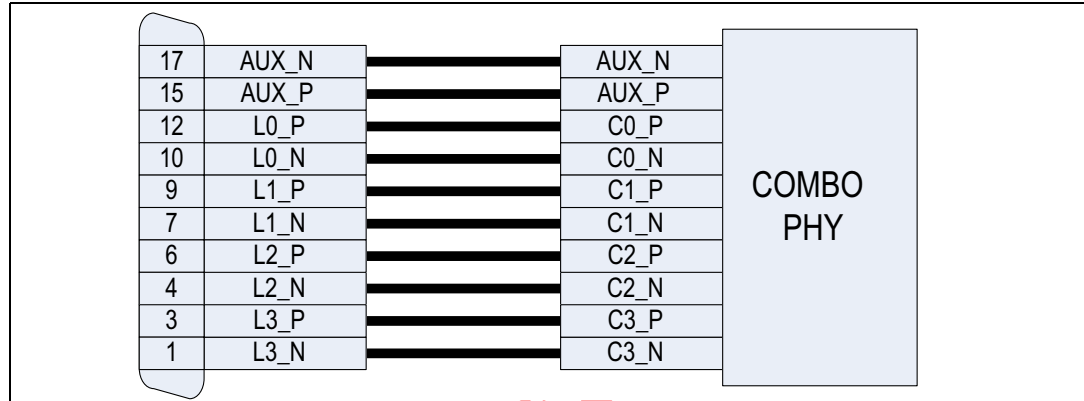 17 AUX_N AUX_N
15 AUX_P AUX_P
12 L0_P C0_P
10 L0_N C0_N
9 L1_P C1_P
7 L1_N C1_N
6 L2_P C2_P
4 L2_N C2_N
3 L3_P C3_P
1 L3_N C3_N
COMBO
PHY